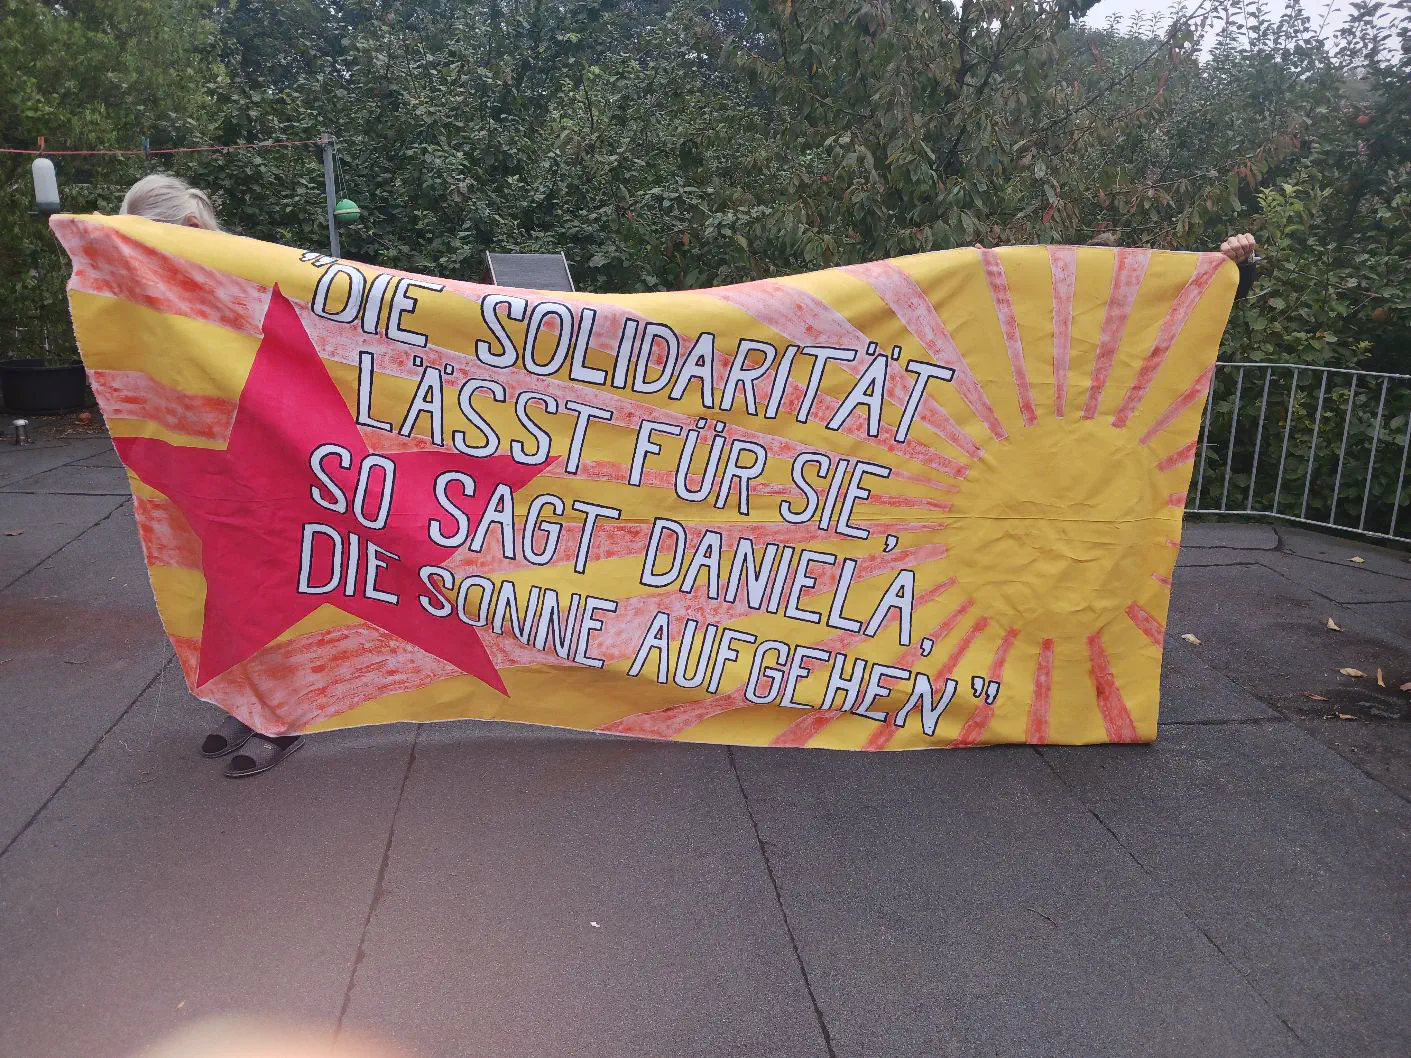 "DIE SOLIDARITÄT
LÄSST FÜR SIE,
SO SAGT DANIELA,
DIE SONNE AUFGEHEN"